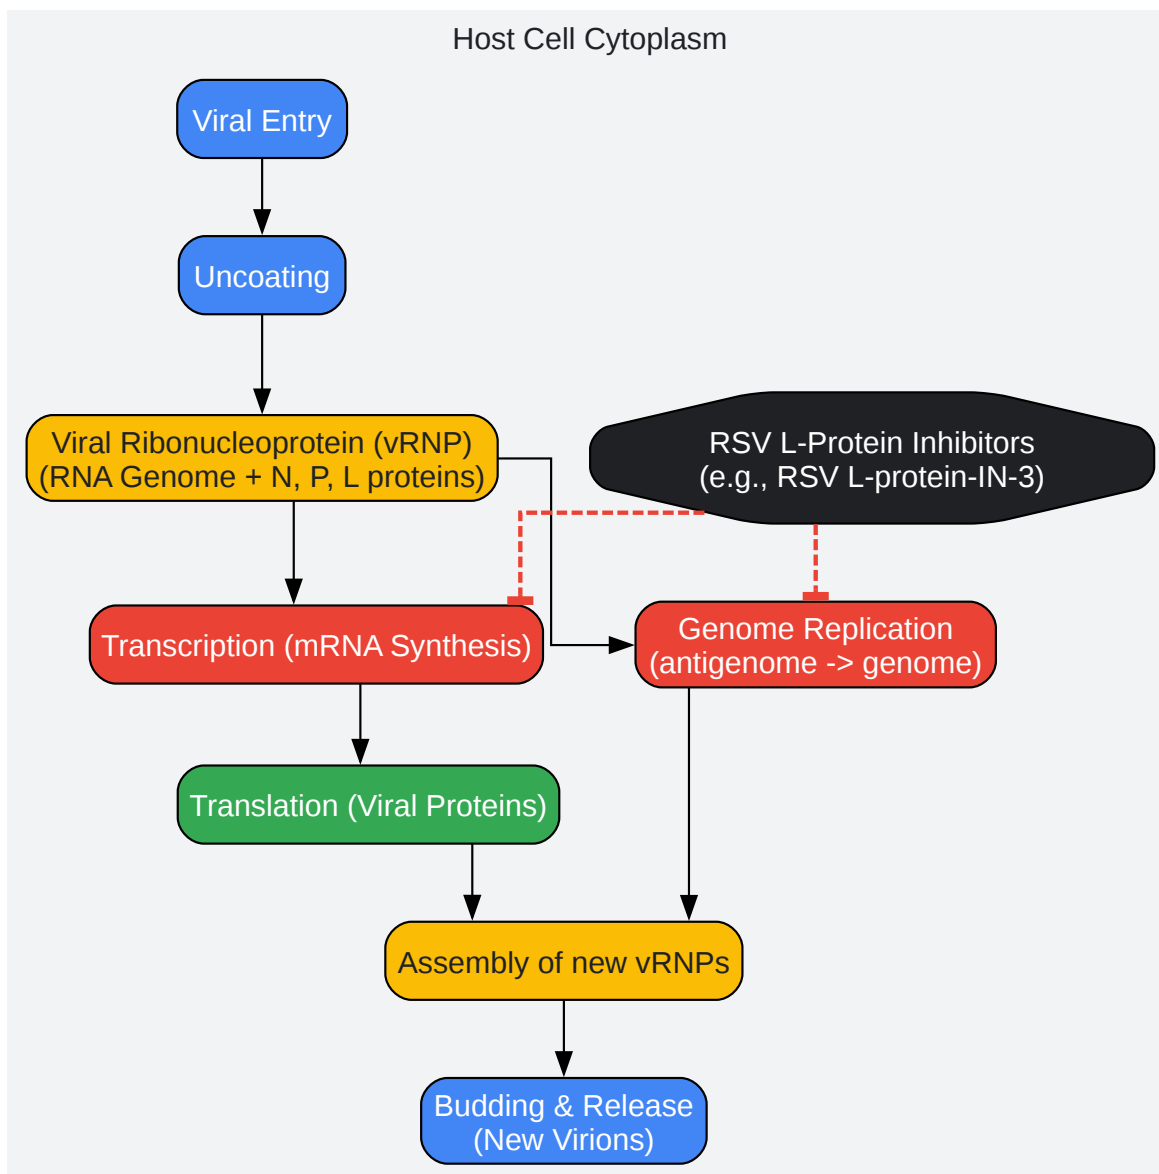 Host Cell Cytoplasm
Viral Entry
Uncoating
Viral Ribonucleoprotein (vRNP)
(RNA Genome + N, P, L proteins)
RSV L-Protein Inhibitors
(e.g., RSV L-protein-IN-3)
Transcription (mRNA Synthesis)
Genome Replication
(antigenome -> genome)
Translation (Viral Proteins)
Assembly of new vRNPs
Budding & Release
(New Virions)